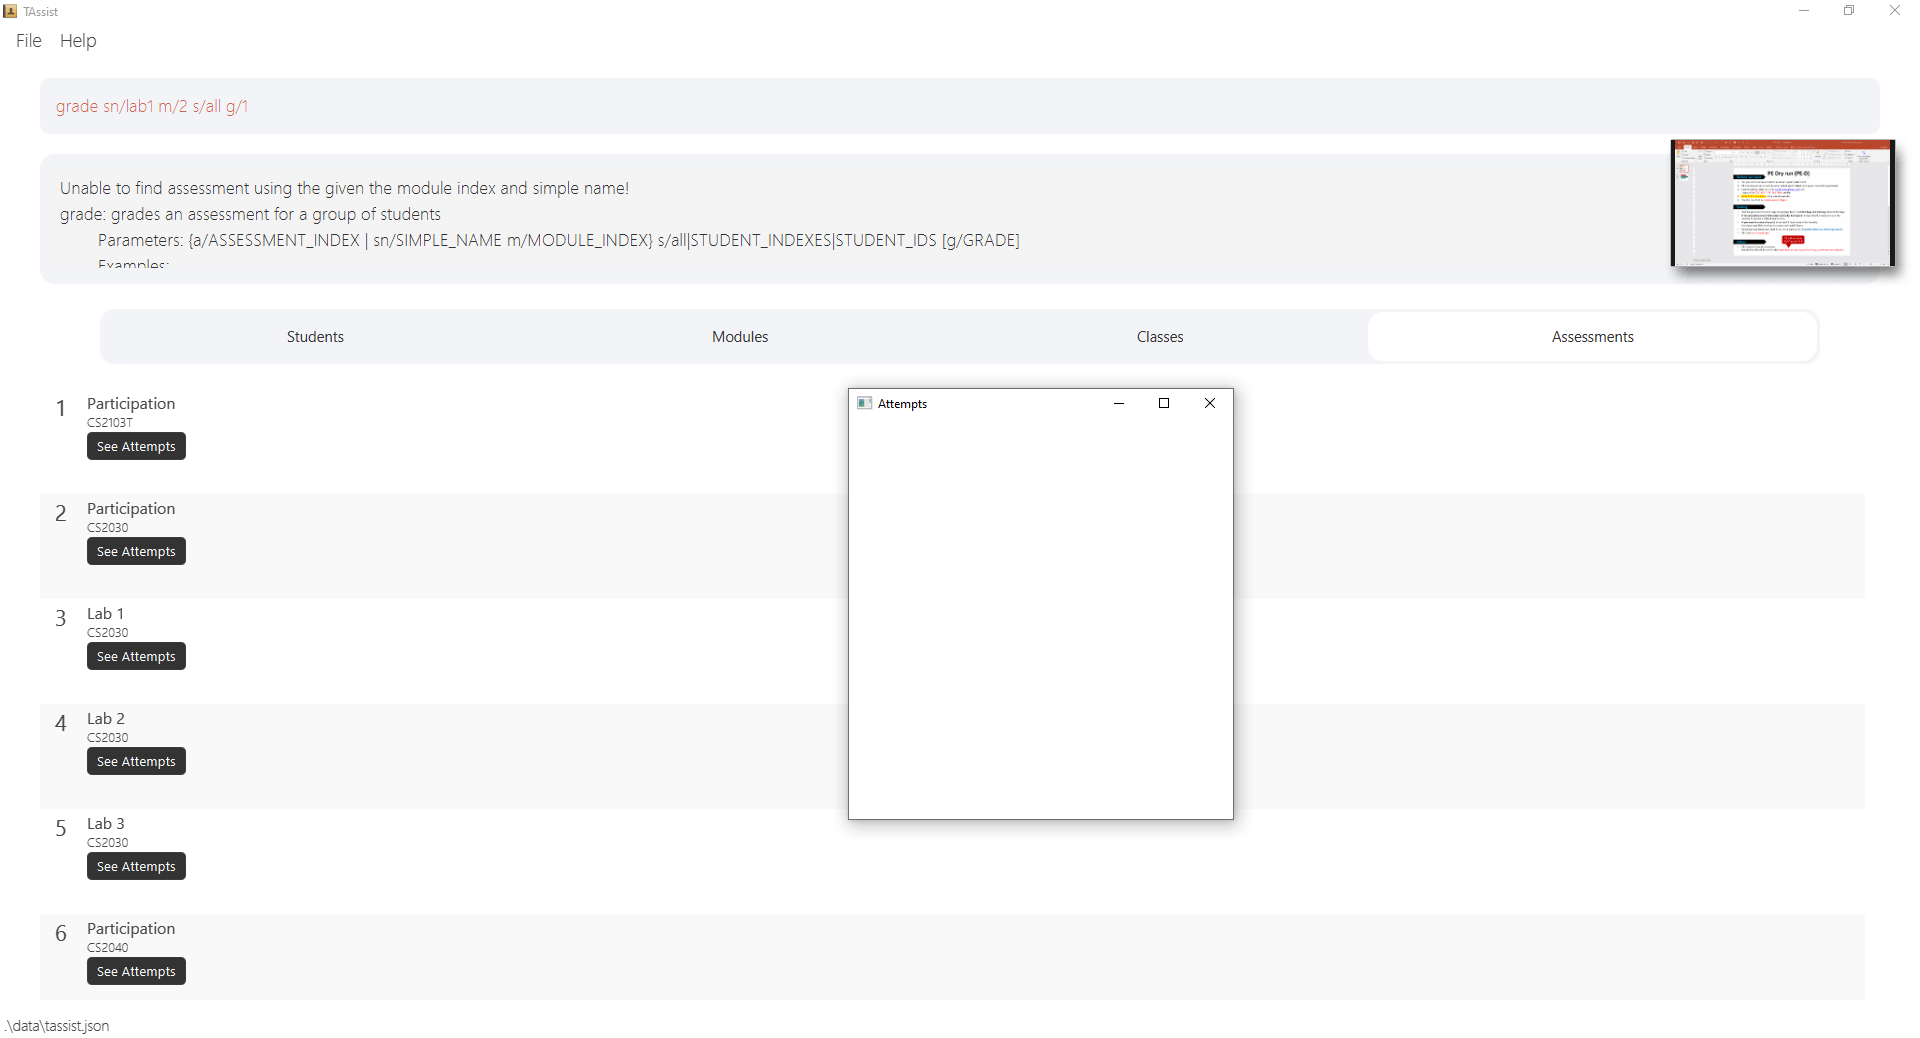 TAssist
File Help
grade sn/lab1 m/2 s/all g/1
Unable to find assessment using the given the module index and simple name!
grade: grades an assessment for a group of students
Parameters: {a/ASSESSMENT_INDEX | sn/SIMPLE_NAME m/MODULE_INDEX} s/all|STUDENT_INDEXES|STUDENT_IDS [g/GRADE]
Examples:
PE Dry run (PE-D)
Students Modules Classes Assessments
Attempts
1 Participation
CS2103T
See Attempts
2 Participation
CS2030
See Attempts
3 Lab 1
CS2030
See Attempts
4 Lab 2
CS2030
See Attempts
5 Lab 3
CS2030
See Attempts
6 Participation
CS2040
See Attempts
.\data\tassist.json